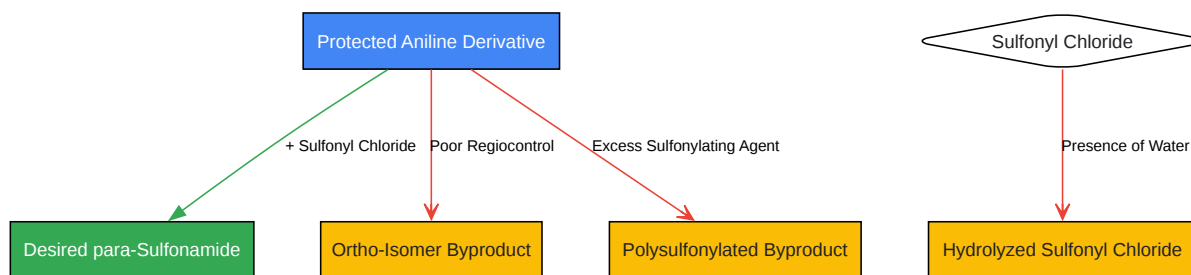 Protected Aniline Derivative
Sulfonyl Chloride
+ Sulfonyl Chloride
Poor Regiocontrol
Excess Sulfonylating Agent
Presence of Water
Desired para-Sulfonamide
Ortho-Isomer Byproduct
Polysulfonylated Byproduct
Hydrolyzed Sulfonyl Chloride